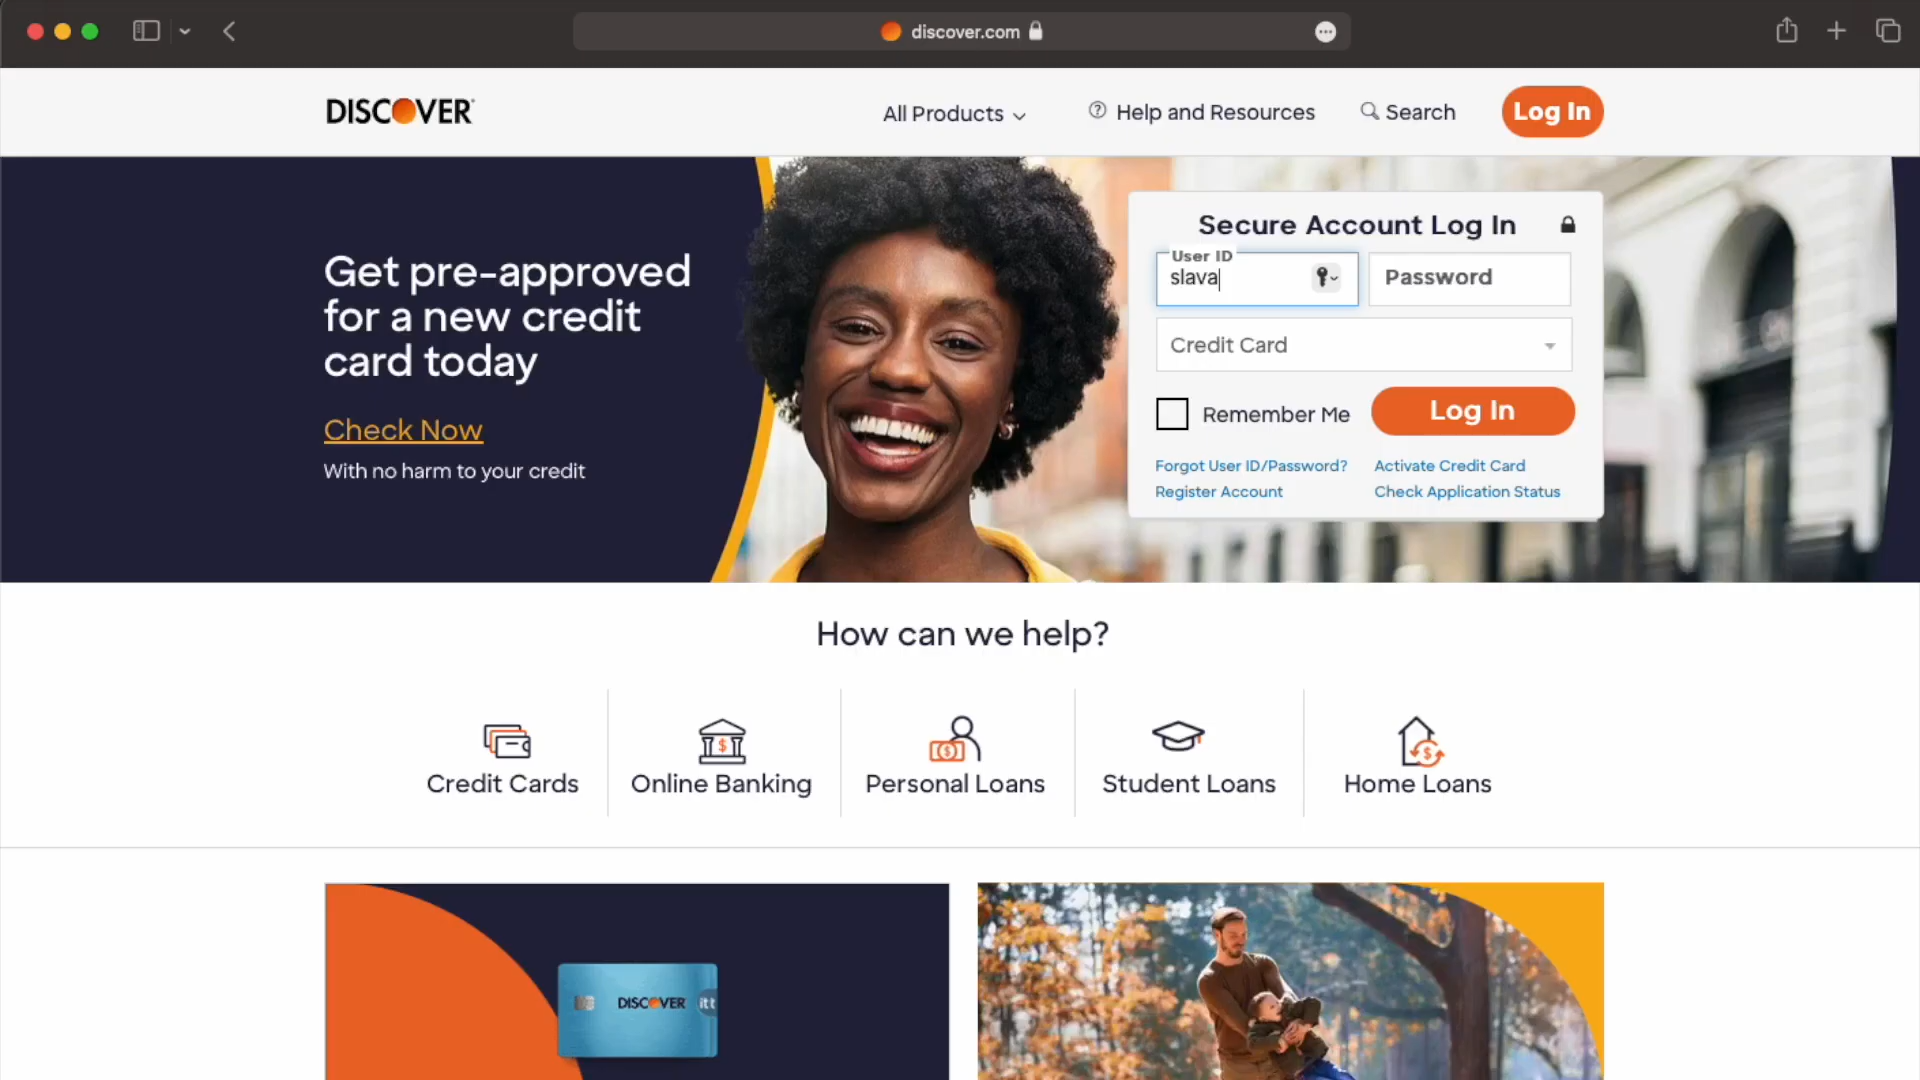 discover.com
DISCOVER
All Products
Help and Resources
Search
Log In
Get pre-approved
for a new credit
card today
Check Now
With no harm to your credit
Secure Account Log In
User ID
slava
Password
Credit Card
Remember Me
Log In
Forgot User ID/Password?
Activate Credit Card
Register Account
Check Application Status
How can we help?
Credit Cards
Online Banking
Personal Loans
Student Loans
Home Loans
DISCOVER it